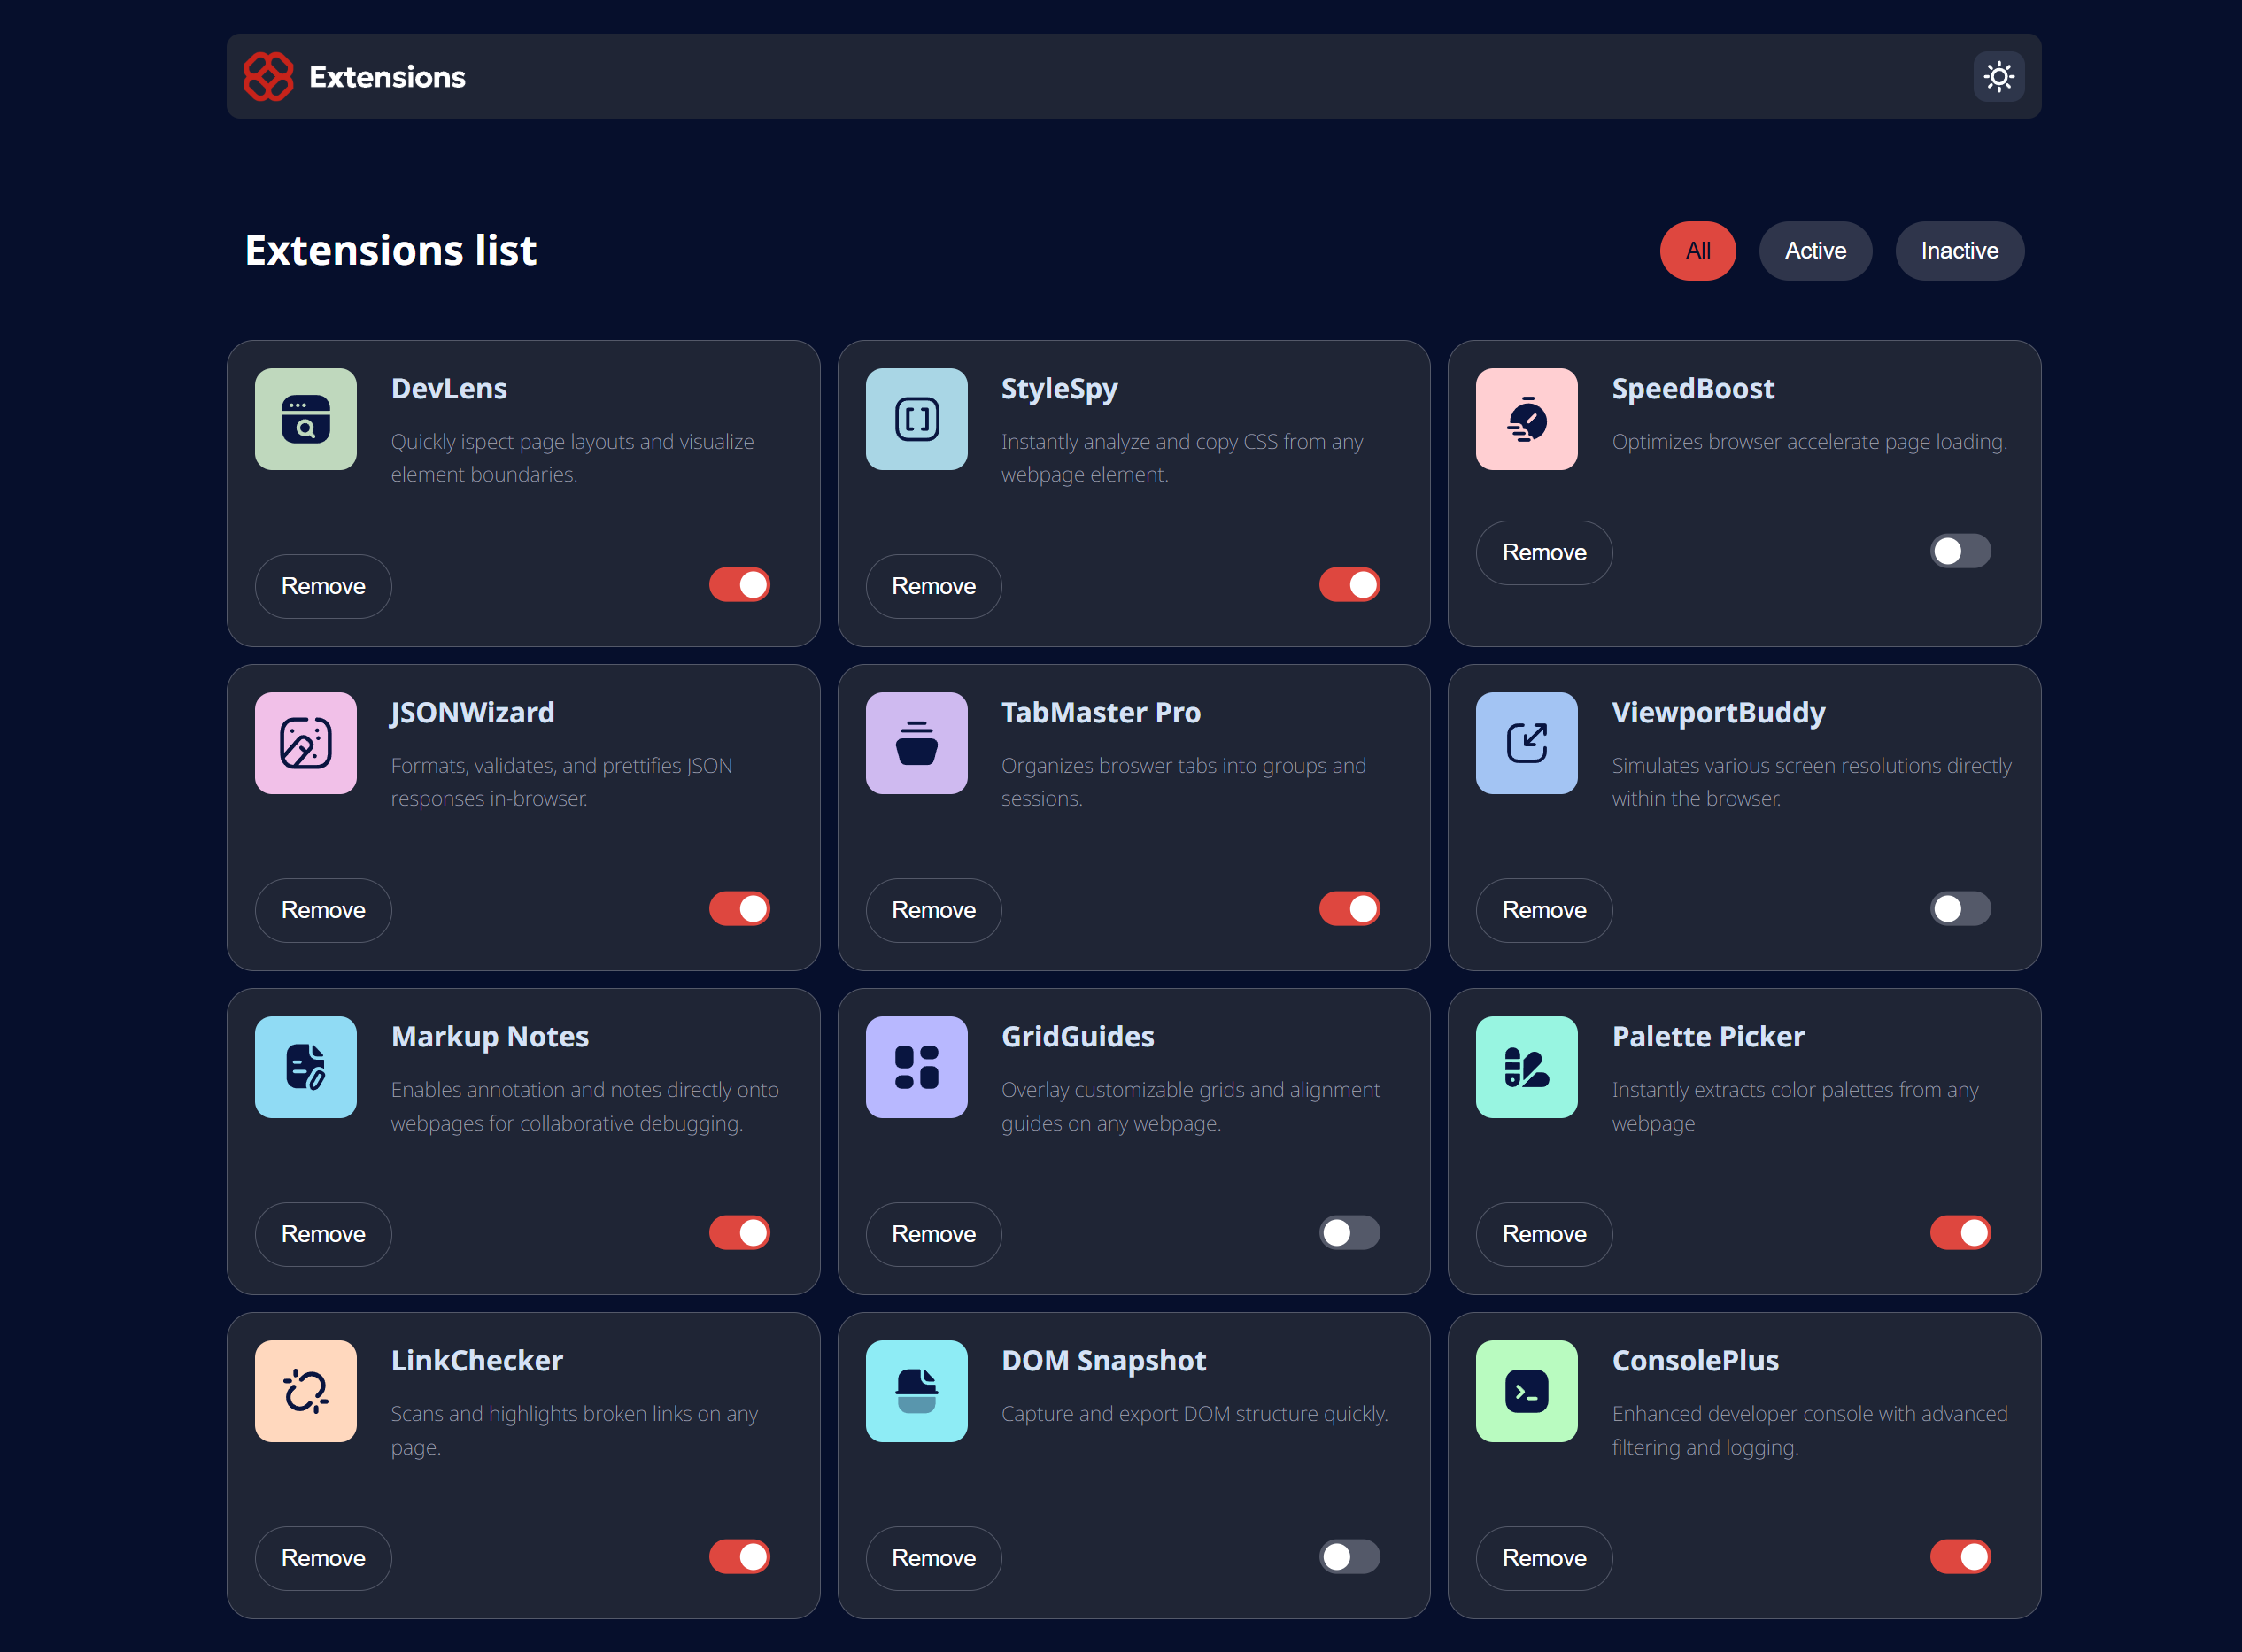 Extensions
Extensions list
All
Active
Inactive
DevLens
Quickly ispect page layouts and visualize
element boundaries.
Remove
StyleSpy
Instantly analyze and copy CSS from any
webpage element.
Remove
SpeedBoost
Optimizes browser accelerate page loading.
Remove
JSONWizard
Formats, validates, and prettifies JSON
responses in-browser.
Remove
TabMaster Pro
Organizes broswer tabs into groups and
sessions.
Remove
ViewportBuddy
Simulates various screen resolutions directly
within the browser.
Remove
Markup Notes
Enables annotation and notes directly onto
webpages for collaborative debugging.
Remove
GridGuides
Overlay customizable grids and alignment
guides on any webpage.
Remove
Palette Picker
Instantly extracts color palettes from any
webpage
Remove
LinkChecker
Scans and highlights broken links on any
page.
Remove
DOM Snapshot
Capture and export DOM structure quickly.
Remove
ConsolePlus
Enhanced developer console with advanced
filtering and logging.
Remove